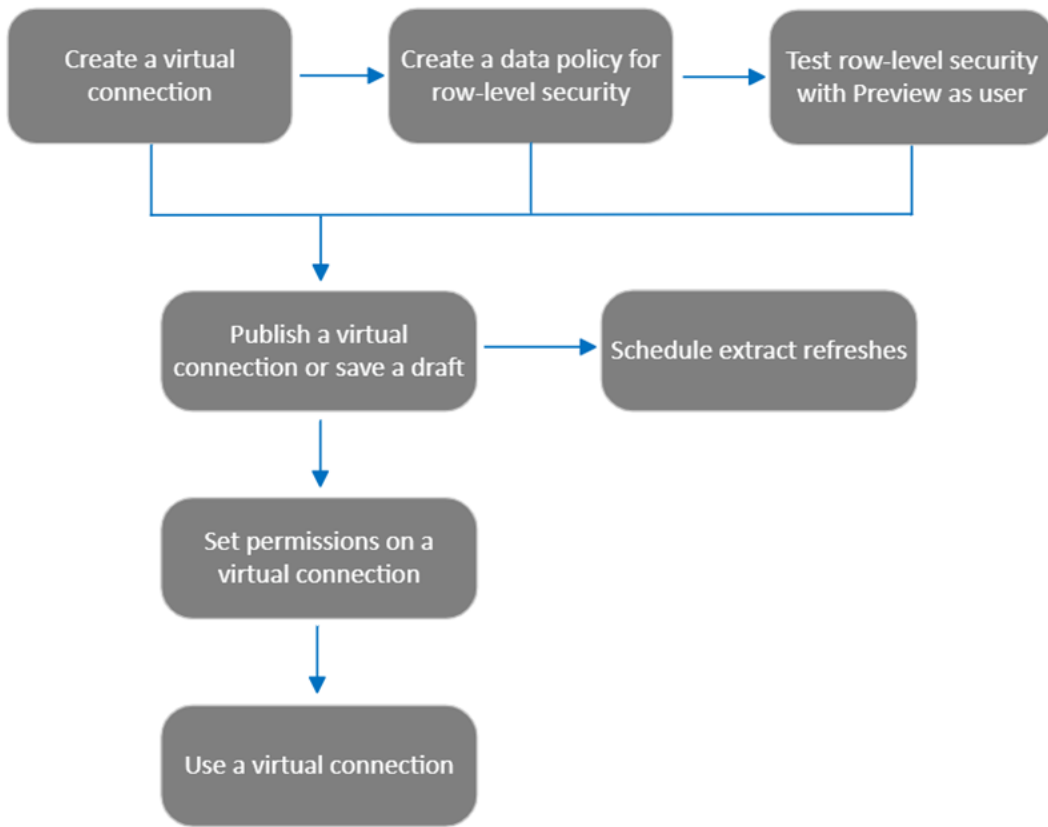 Create a virtual
connection
Create a data policy for
row-level security
Test row-level security
with Preview as user
Publish a virtual
connection or save a draft
Schedule extract refreshes
Set permissions on a
virtual connection
Use a virtual connection